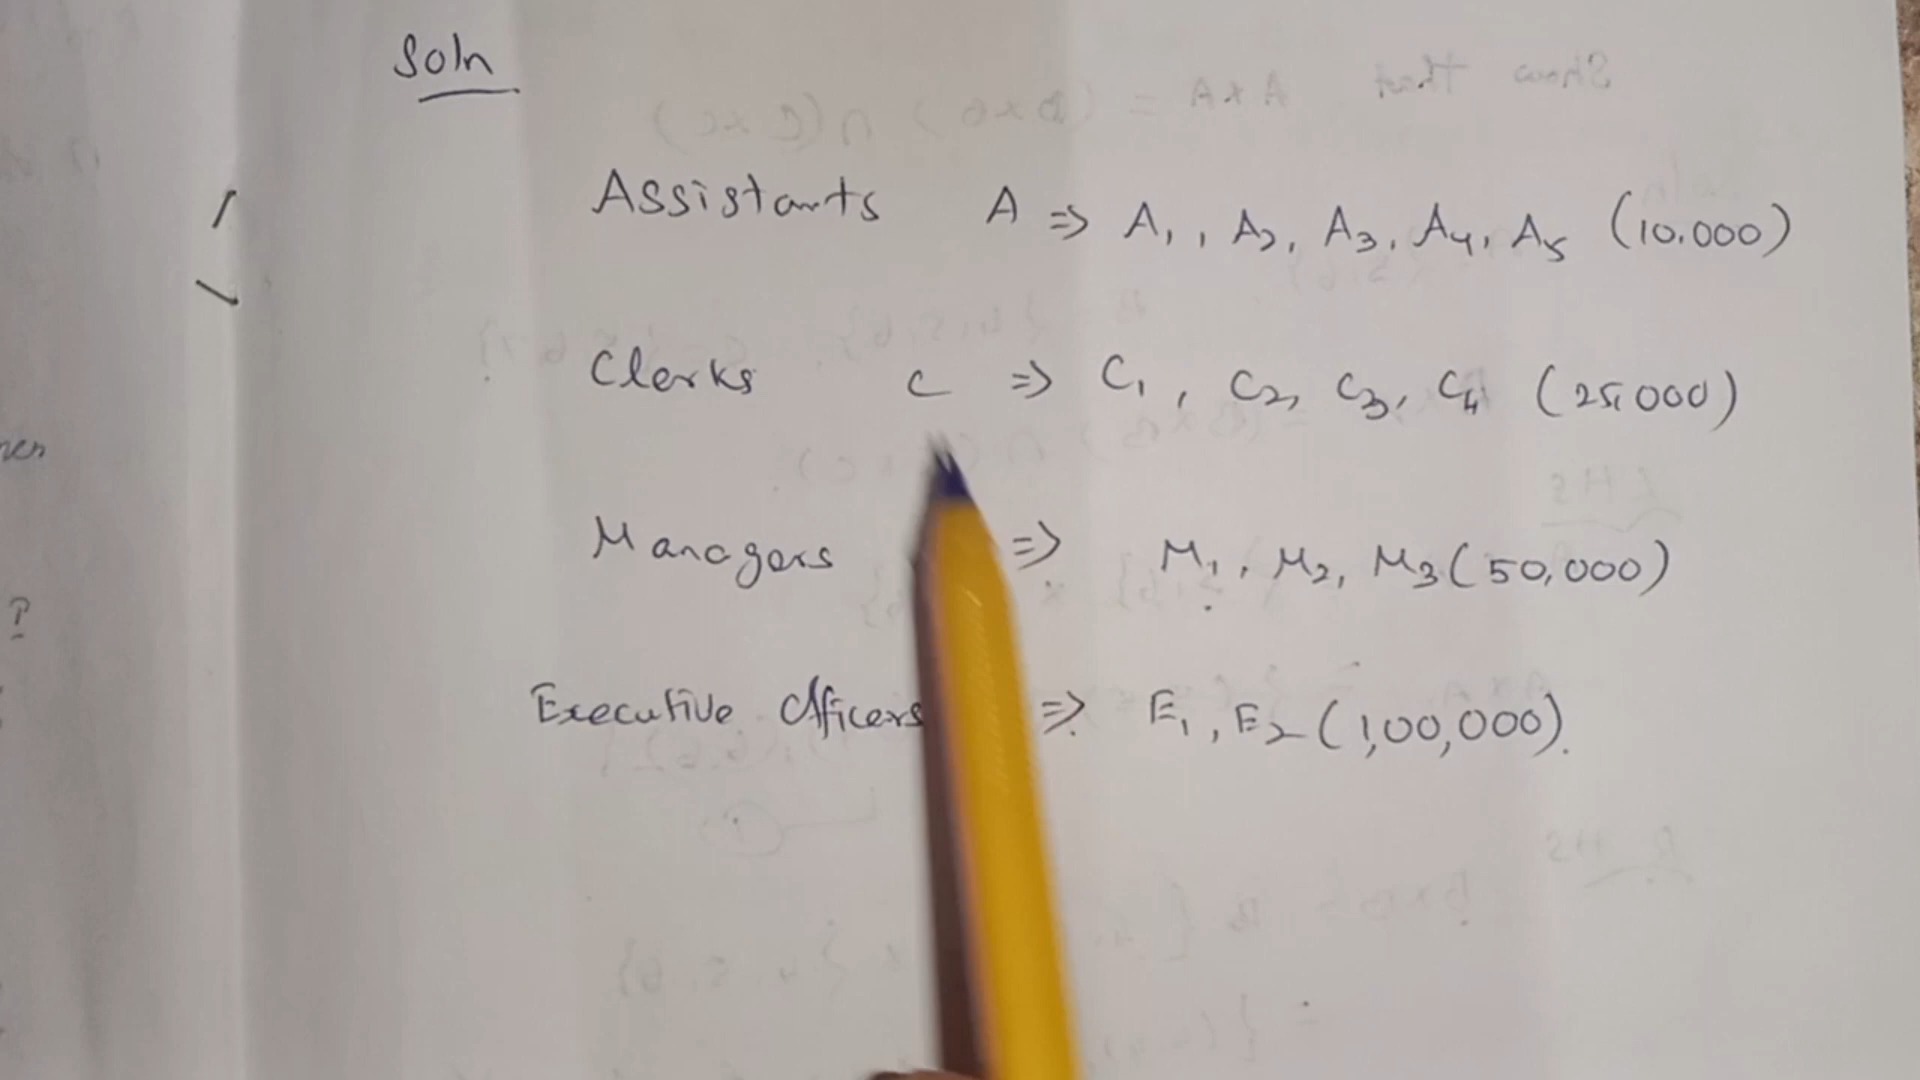 Soln
Assistants A ⇒ A1, A2, A3, A4, A5 (10,000)
Clerks C ⇒ C1, C2, C3, C4 (25,000)
Managers ⇒ M1, M2, M3 (50,000)
Executive Officers ⇒ E1, E2 (1,00,000).
?